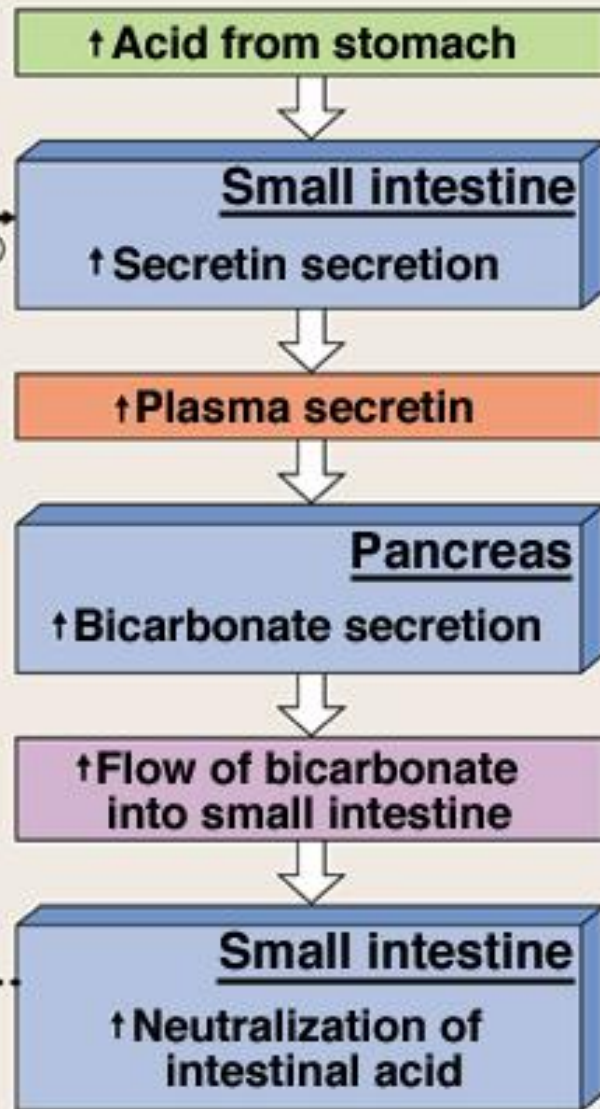 ↑Acid from stomach
Small intestine
↑Secretin secretion
↑Plasma secretin
Pancreas
↑Bicarbonate secretion
↑Flow of bicarbonate
into small intestine
Small intestine
↑Neutralization of
intestinal acid